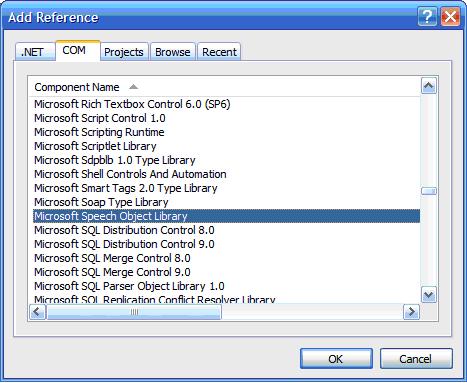 Add Reference
.NET COM Projects Browse Recent
Component Name
Microsoft Rich Textbox Control 6.0 (SP6)
Microsoft Script Control 1.0
Microsoft Scripting Runtime
Microsoft Scriptlet Library
Microsoft Sdpblb 1.0 Type Library
Microsoft Shell Controls And Automation
Microsoft Smart Tags 2.0 Type Library
Microsoft Soap Type Library
Microsoft Speech Object Library
Microsoft SQL Distribution Control 8.0
Microsoft SQL Distribution Control 9.0
Microsoft SQL Merge Control 8.0
Microsoft SQL Merge Control 9.0
Microsoft SQL Parser Object Library 1.0
Microsoft SQL Replication Conflict Resolver Library
OK Cancel